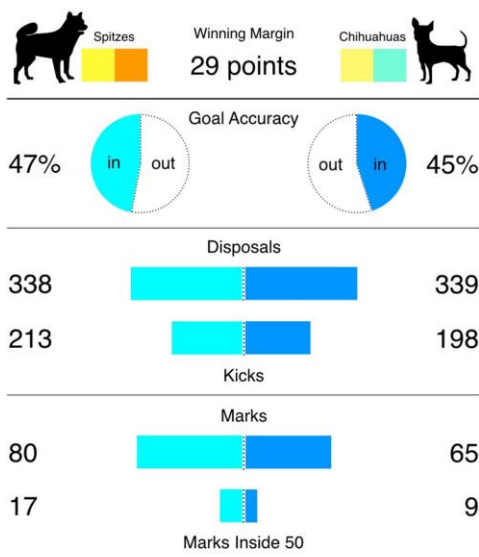 Spitzes Winning Margin Chihuahuas
29 points
Goal Accuracy
47% in out out in 45%
Disposals
338 339
213 198
Kicks
Marks
80 65
17 9
Marks Inside 50